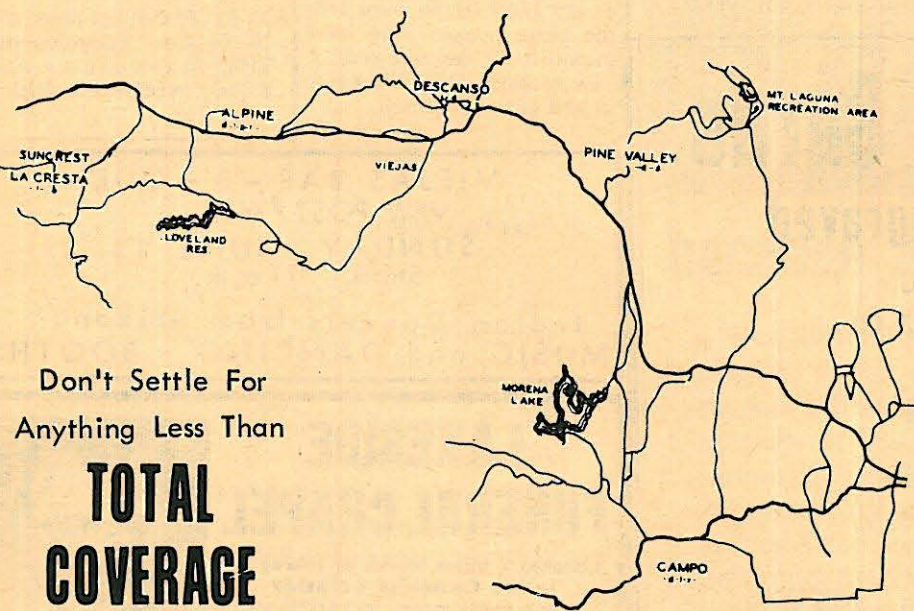 DESCANSO
MT. LAGUNA
RECREATION AREA
ALPINE
PINE VALLEY
SUNCREST
LA CRESTA
VIEJAS
LOVELAND
RES.
MORENA
LAKE
CAMPO
Don't Settle For
Anything Less Than
TOTAL
COVERAGE